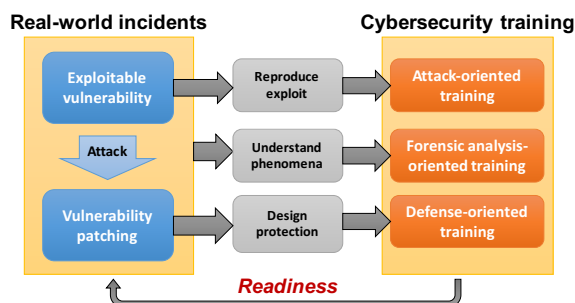 Real-world incidents
Cybersecurity training
Exploitable
vulnerability
Reproduce
exploit
Attack-oriented
training
Attack
Understand
phenomena
Forensic analysis-
oriented training
Vulnerability
patching
Design
protection
Defense-oriented
training
Readiness